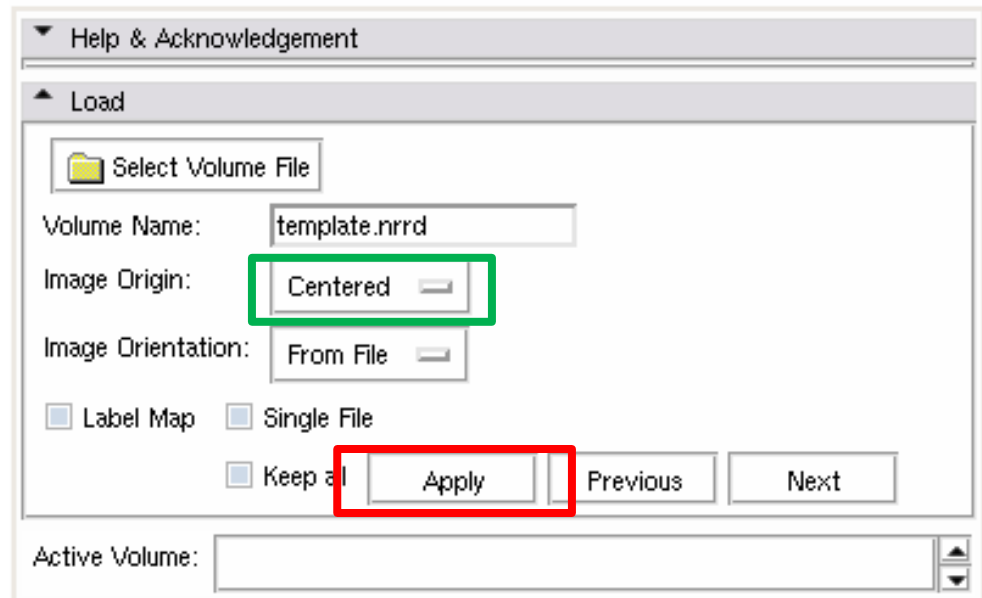 Help & Acknowledgement
Load
Select Volume File
Volume Name: template.nrrd
Image Origin: Centered
Image Orientation: From File
Label Map Single File
Keep all Apply Previous Next
Active Volume: